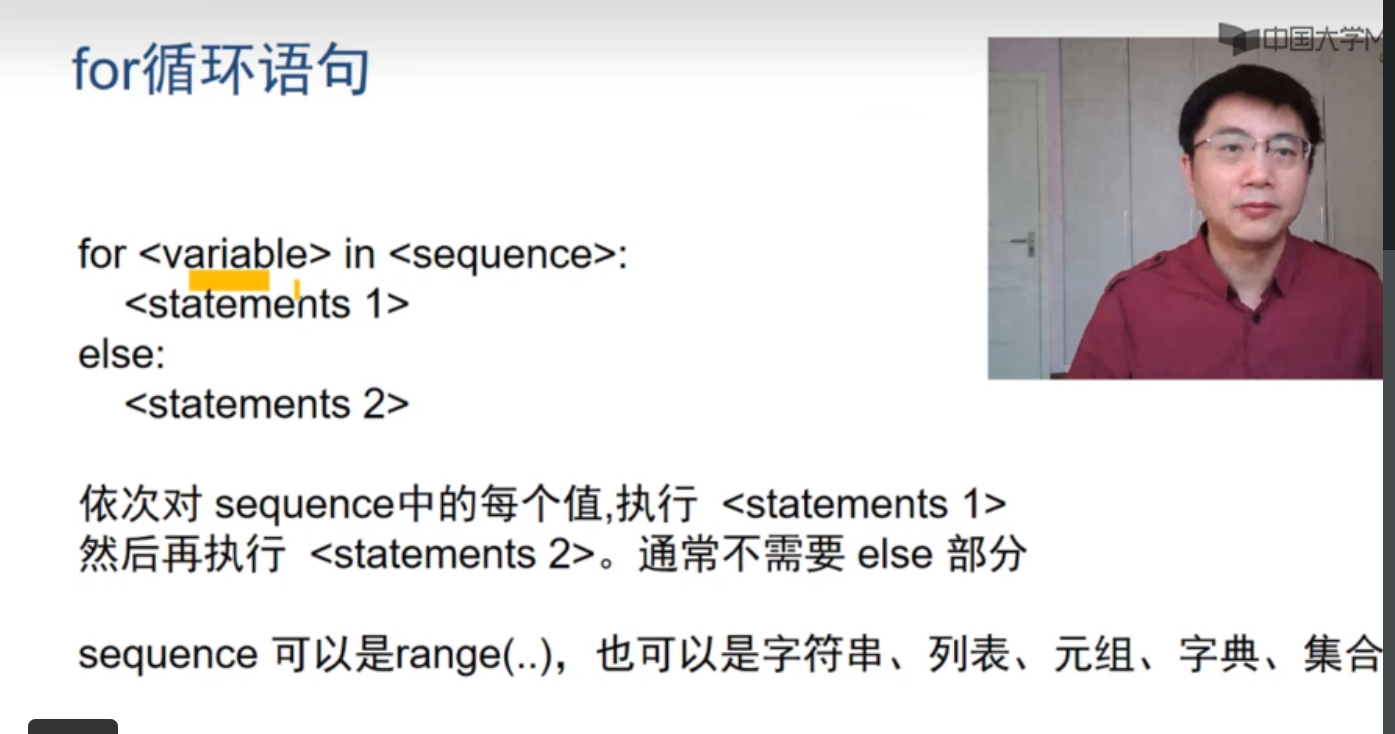 for循环语句
中国大学M
for <variable> in <sequence>:
<statements 1>
else:
<statements 2>
依次对 sequence中的每个值,执行 <statements 1>
然后再执行 <statements 2>。通常不需要 else 部分
sequence 可以是range(..)，也可以是字符串、列表、元组、字典、集合